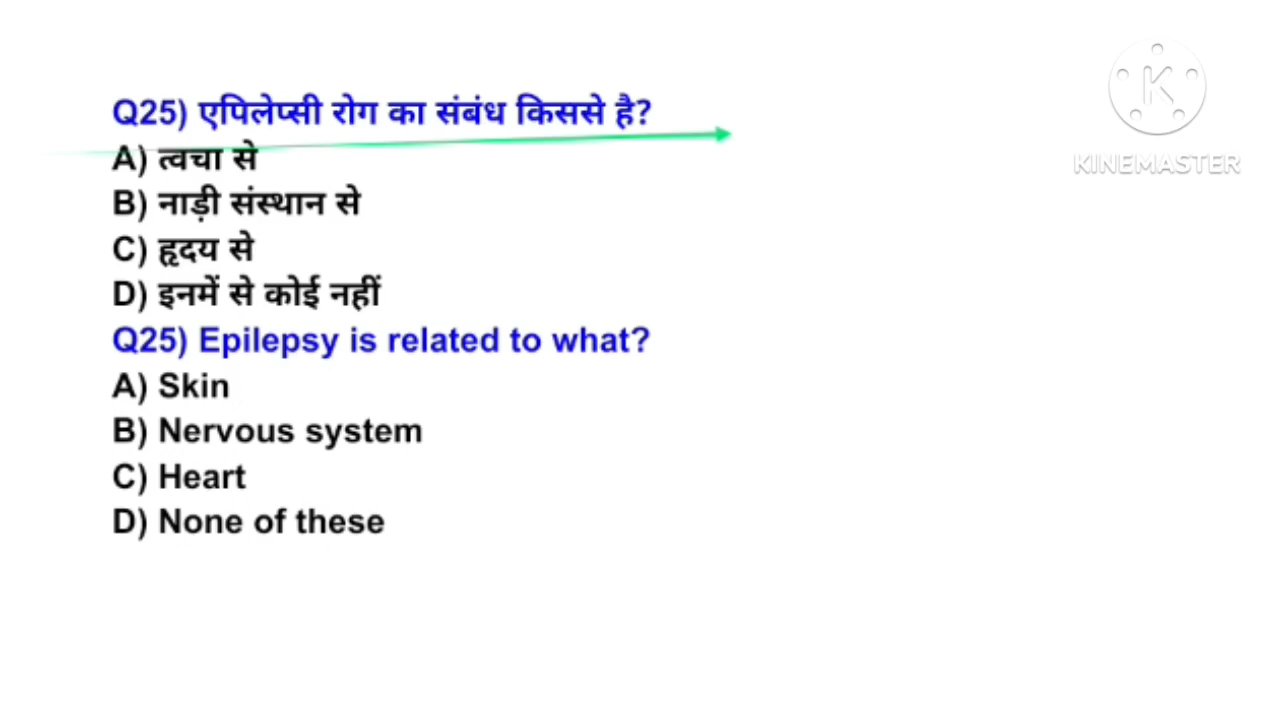 Q25) एपिलेप्सी रोग का संबंध किससे है?
A) त्वचा से
B) नाड़ी संस्थान से
C) हृदय से
D) इनमें से कोई नहीं
Q25) Epilepsy is related to what?
A) Skin
B) Nervous system
C) Heart
D) None of these
K
KINEMASTER